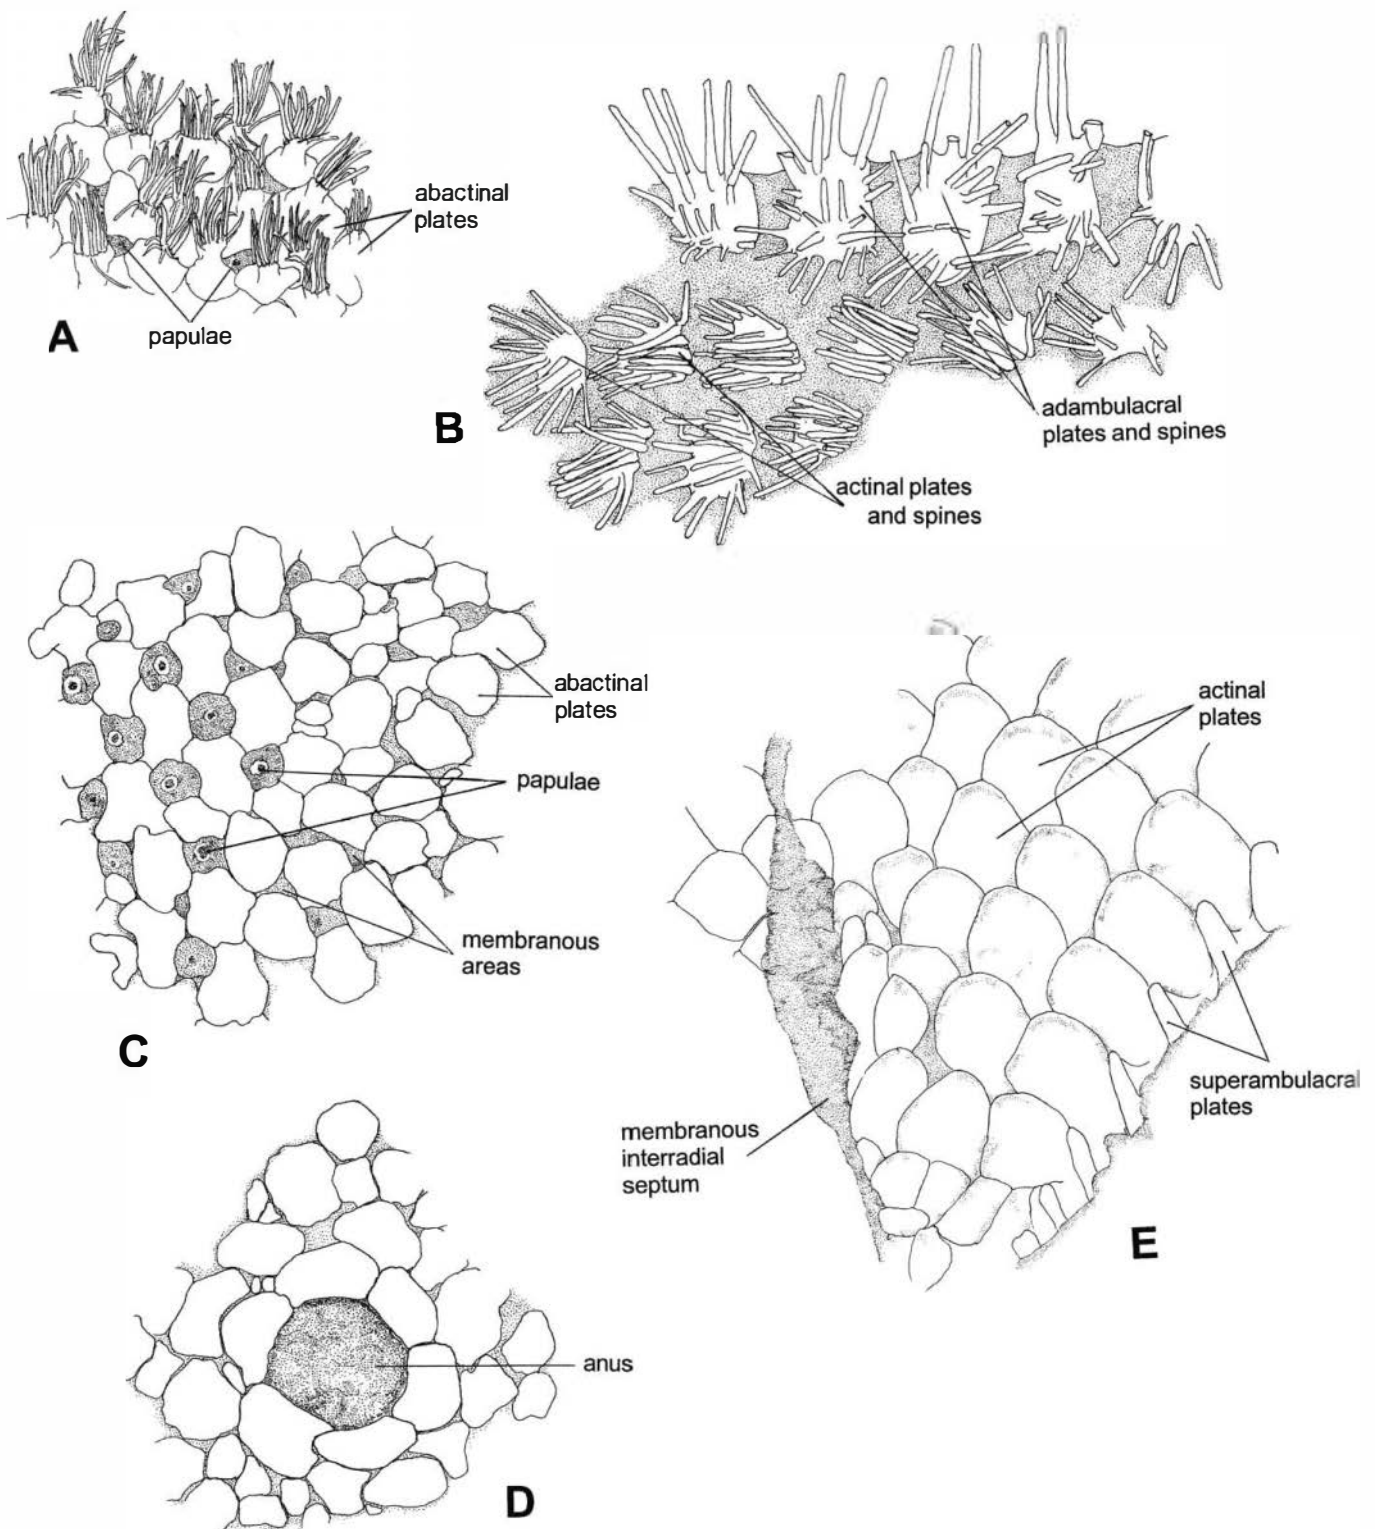 abactinal
plates
papulae
A
adambulacral
plates and spines
B
actinal plates
and spines
abactinal
plates
papulae
membranous
areas
C
actinal
plates
superambulacral
plates
membranous
interradial
septum
E
anus
D